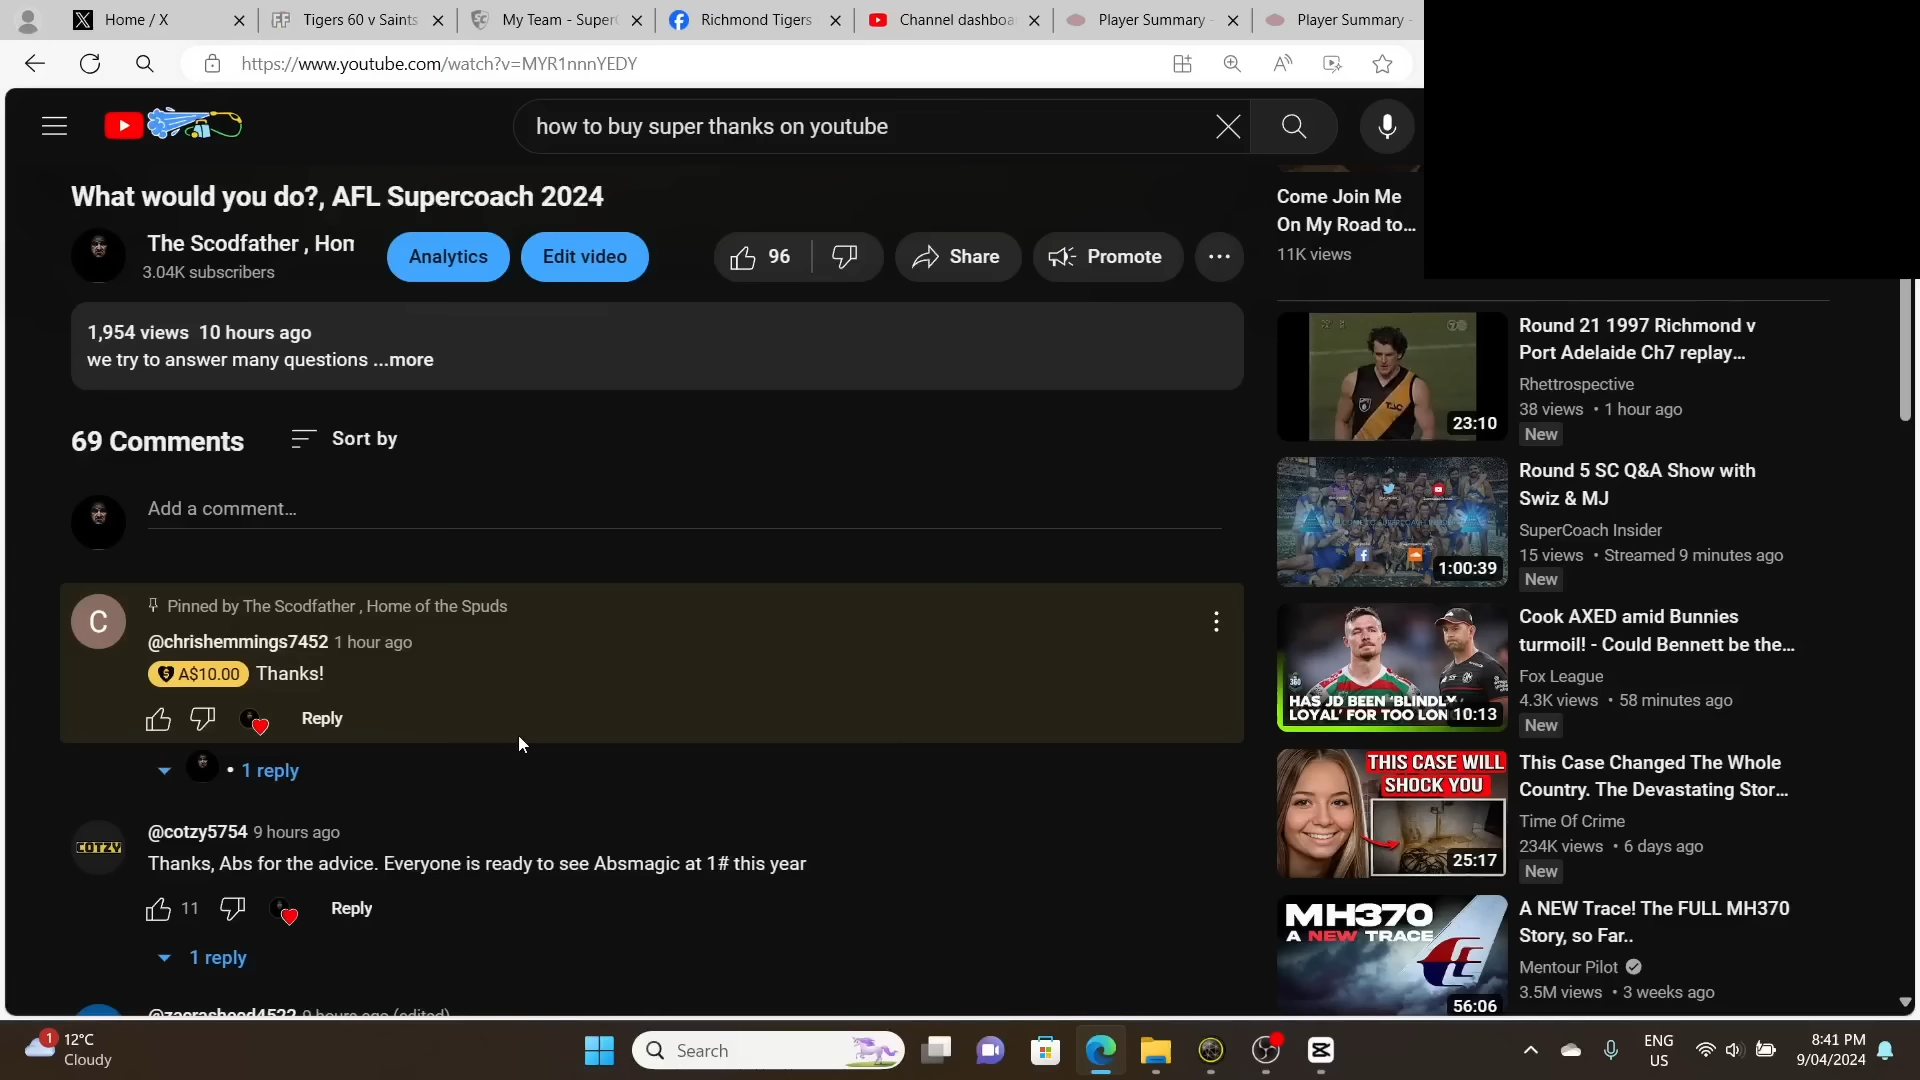 Home / X
Tigers 60 v Saints
My Team - Super
Richmond Tigers
Channel dashboa
Player Summary -
Player Summary -
https://www.youtube.com/watch?v=MYR1nnnYEDY
how to buy super thanks on youtube
What would you do?, AFL Supercoach 2024
The Scodfather , Hom
3.04K subscribers
Analytics
Edit video
96
Share
Promote
1,954 views 10 hours ago
we try to answer many questions ...more
69 Comments
Sort by
Add a comment...
Pinned by The Scodfather , Home of the Spuds
C
@chrishemmings7452 1 hour ago
A$10.00 Thanks!
Reply
• 1 reply
COTZY
@cotzy5754 9 hours ago
Thanks, Abs for the advice. Everyone is ready to see Absmagic at 1# this year
11
Reply
1 reply
@zacrasheed4522 9 hours ago (edited)
Come Join Me
On My Road to...
11K views
23:10
Round 21 1997 Richmond v
Port Adelaide Ch7 replay...
Rhettrospective
38 views • 1 hour ago
New
1:00:39
Round 5 SC Q&A Show with
Swiz & MJ
SuperCoach Insider
15 views • Streamed 9 minutes ago
New
360
HAS JD BEEN 'BLINDLY
LOYAL' FOR TOO LON
10:13
Cook AXED amid Bunnies
turmoil! - Could Bennett be the...
Fox League
4.3K views • 58 minutes ago
New
THIS CASE WILL
SHOCK YOU
25:17
This Case Changed The Whole
Country. The Devastating Stor...
Time Of Crime
234K views • 6 days ago
New
MH370
A NEW TRACE
56:06
A NEW Trace! The FULL MH370
Story, so Far..
Mentour Pilot
3.5M views • 3 weeks ago
1
12°C
Cloudy
Search
ENG
US
8:41 PM
9/04/2024